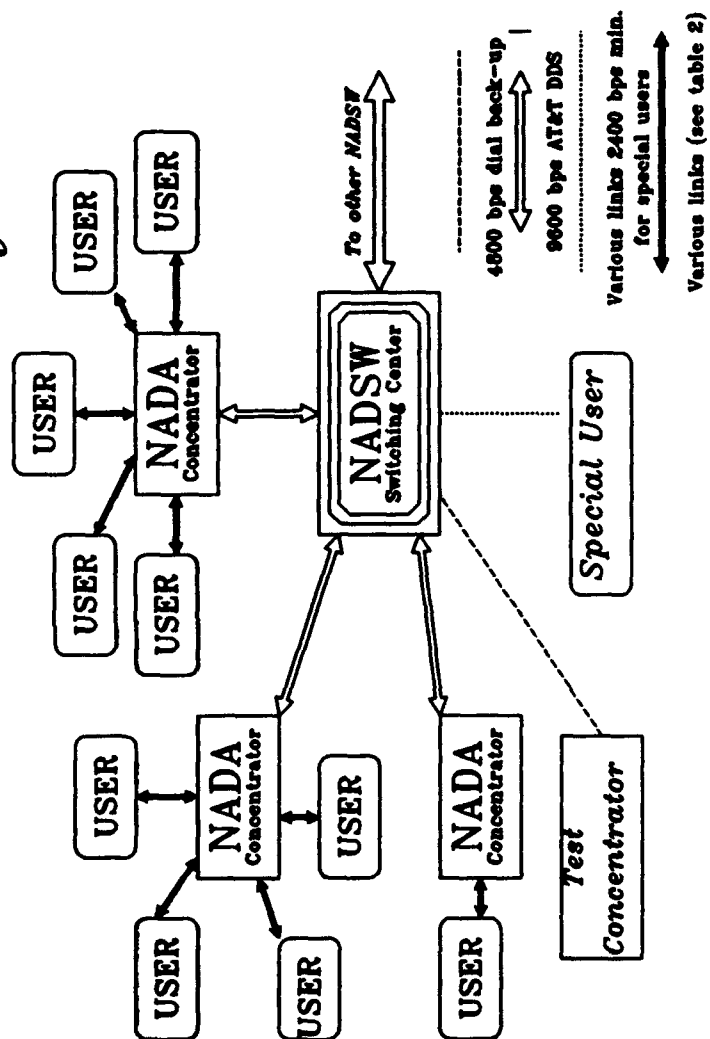 USER
USER
USER
USER
USER
USER
USER
NADA
Concentrator
USER
NADA
Concentrator
USER
USER
To other NADSW
NADSW
Switching Center
USER
NADA
Concentrator
Test
Concentrator
Special User
4800 bps dial back-up
9600 bps AT&T DDS
Various links 2400 bps min.
for special users
Various links (see table 2)